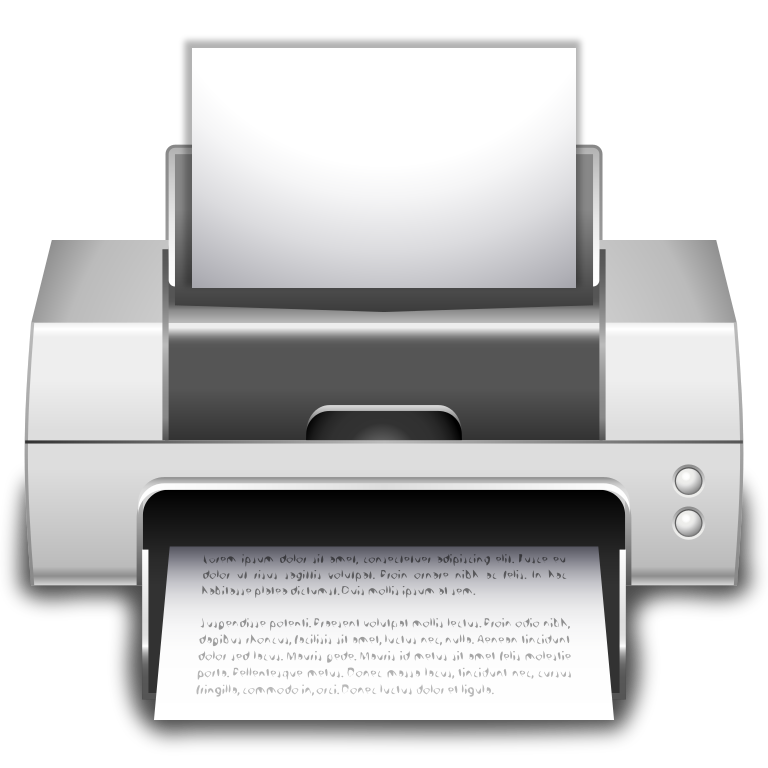 Lorem ipsum dolor sit amet, consectetuer adipiscing elit. Fusce eu
dolor ut risus sagittis volutpat. Proin ornare nibh ac felis. In hac
habitasse platea dictumst. Duis mollis ipsum et sem.
Suspendisse potenti. Praesent volutpat mollis lectus. Proin odio nibh,
dapibus rhoncus, facilisis sit amet, luctus nec, nulla. Aenean tincidunt
dolor sed lacus. Mauris pede. Mauris id metus sit amet felis molestie
porta. Pellentesque metus. Donec massa lacus, tincidunt nec, cursus
fringilla, commodo in, orci. Donec luctus dolor et ligula.